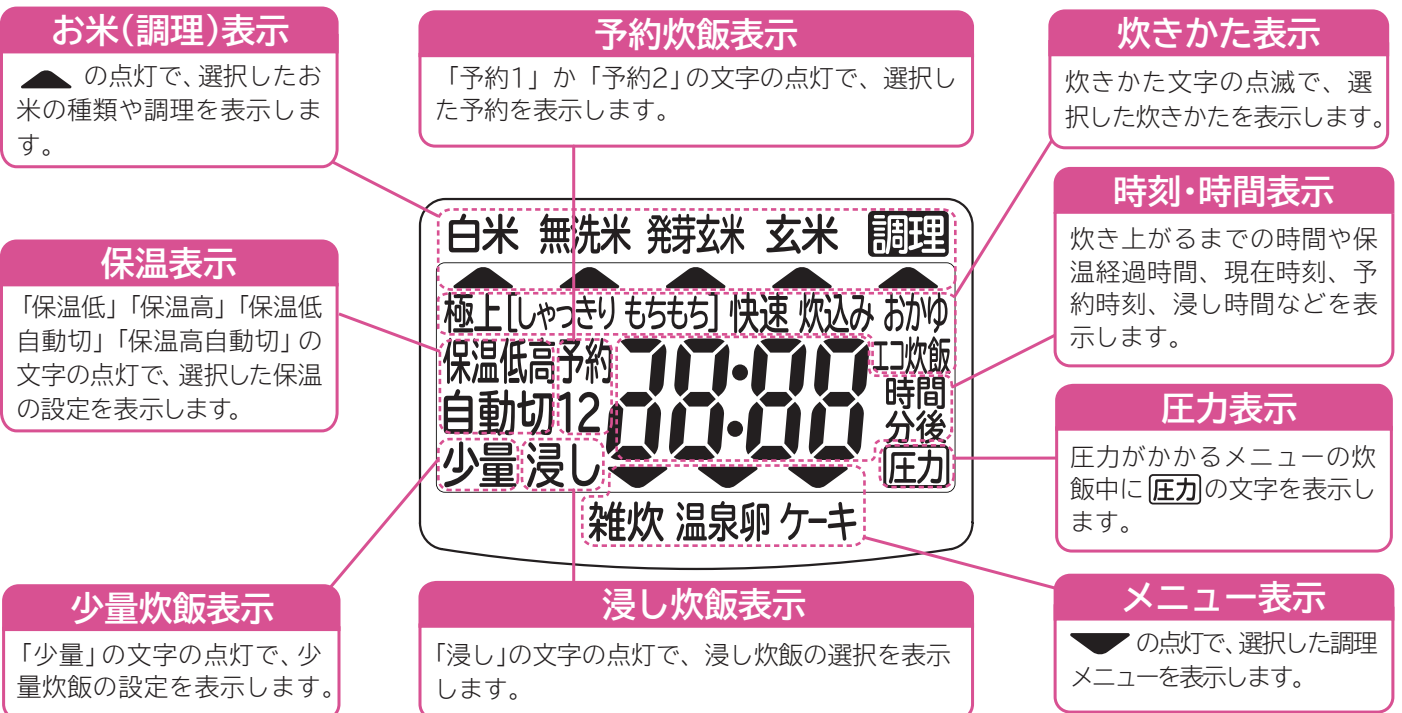 お米(調理)表示
▲ の点灯で、選択したお
米の種類や調理を表示しま
す。
予約炊飯表示
「予約1」か「予約2」の文字の点灯で、選択し
た予約を表示します。
炊きかた表示
炊きかた文字の点滅で、選
択した炊きかたを表示します。
保温表示
「保温低」「保温高」「保温低
自動切」「保温高自動切」の
文字の点灯で、選択した保温
の設定を表示します。
白米 無洗米 発芽玄米 玄米 調理
極上[しゃっきり もちもち] 快速 炊込み おかゆ
保温低高 予約 38:88 エコ炊飯
自動切 12 時間
分後
少量 浸し 圧力
雑炊 温泉卵 ケーキ
時刻・時間表示
炊き上がるまでの時間や保
温経過時間、現在時刻、予
約時刻、浸し時間などを表
示します。
圧力表示
圧力がかかるメニューの炊
飯中に圧力の文字を表示し
ます。
少量炊飯表示
「少量」の文字の点灯で、少
量炊飯の設定を表示します。
浸し炊飯表示
「浸し」の文字の点灯で、浸し炊飯の選択を表示
します。
メニュー表示
▼ の点灯で、選択した調理
メニューを表示します。